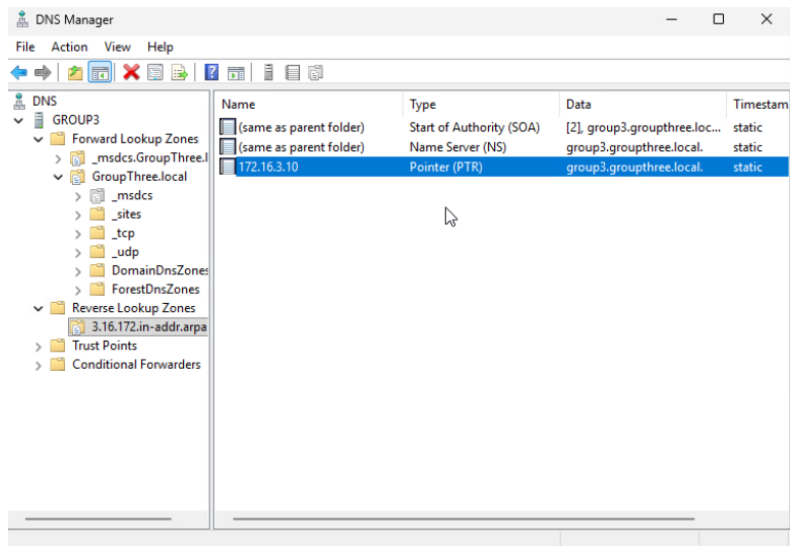 DNS Manager
File Action View Help
DNS
GROUP3
Forward Lookup Zones
_msdcs.GroupThree.l
GroupThree.local
_msdcs
_sites
_tcp
_udp
DomainDnsZones
ForestDnsZones
Reverse Lookup Zones
3.16.172.in-addr.arpa
Trust Points
Conditional Forwarders
Name Type Data Timestam
(same as parent folder) Start of Authority (SOA) [2], group3.groupthree.loc... static
(same as parent folder) Name Server (NS) group3.groupthree.local. static
172.16.3.10 Pointer (PTR) group3.groupthree.local. static